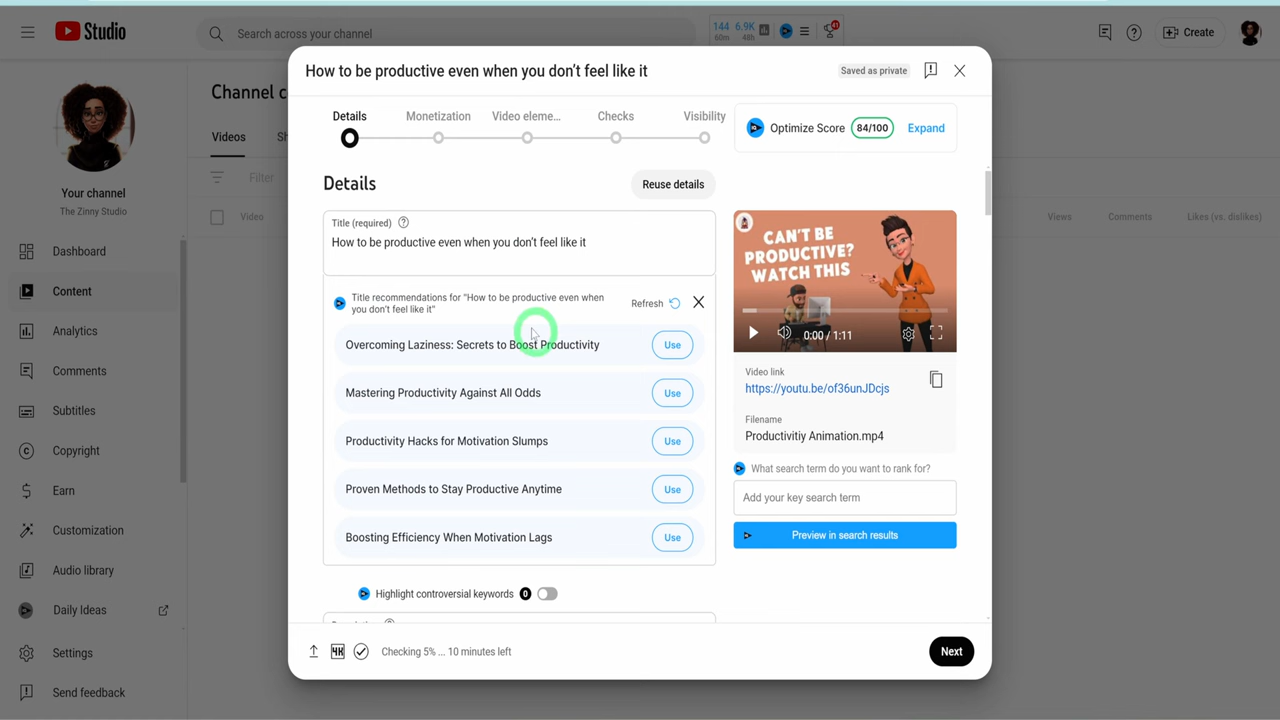 Studio
Search across your channel
144 6.9K
60m 48h
41
Create
Your channel
The Zinny Studio
Dashboard
Content
Analytics
Comments
Subtitles
Copyright
Earn
Customization
Audio library
Daily Ideas
Settings
Send feedback
Channel c
Videos Sh
Filter
Video
Views Comments Likes (vs. dislikes)
How to be productive even when you don't feel like it
Saved as private
Details Monetization Video eleme... Checks Visibility
Optimize Score 84/100 Expand
Details
Reuse details
Title (required)
How to be productive even when you don't feel like it
Title recommendations for "How to be productive even when
you don't feel like it"
Refresh
Overcoming Laziness: Secrets to Boost Productivity Use
Mastering Productivity Against All Odds Use
Productivity Hacks for Motivation Slumps Use
Proven Methods to Stay Productive Anytime Use
Boosting Efficiency When Motivation Lags Use
Highlight controversial keywords 0
CAN'T BE
PRODUCTIVE?
WATCH THIS
0:00 / 1:11
Video link
https://youtu.be/of36unJDcjs
Filename
Productivitiy Animation.mp4
What search term do you want to rank for?
Add your key search term
Preview in search results
4K
Checking 5% ... 10 minutes left
Next